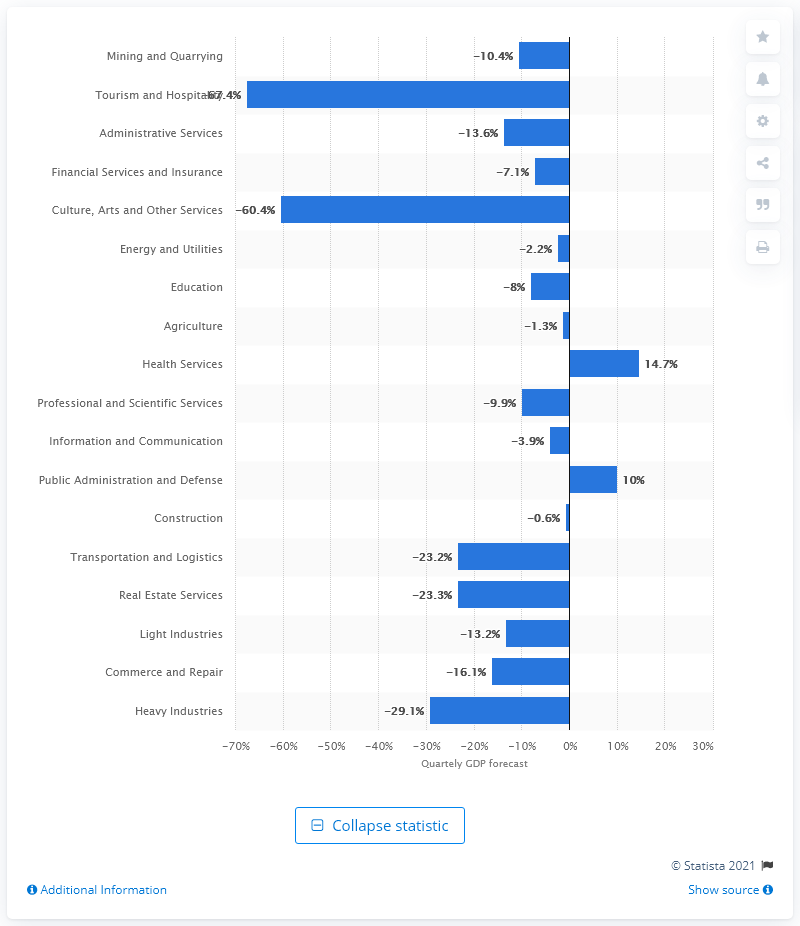 Mining and Quarrying −10.4%
Tourism and Hospitality −67.4%
Administrative Services −13.6%
Financial Services and Insurance −7.1%
Culture, Arts and Other Services −60.4%
Energy and Utilities −2.2%
Education −8%
Agriculture −1.3%
Health Services 14.7%
Professional and Scientific Services −9.9%
Information and Communication −3.9%
Public Administration and Defense 10%
Construction −0.6%
Transportation and Logistics −23.2%
Real Estate Services −23.3%
Light Industries −13.2%
Commerce and Repair −16.1%
Heavy Industries −29.1%
−70% −60% −50% −40% −30% −20% −10% 0% 10% 20% 30%
Quartely GDP forecast
Collapse statistic
© Statista 2021
Additional Information Show source